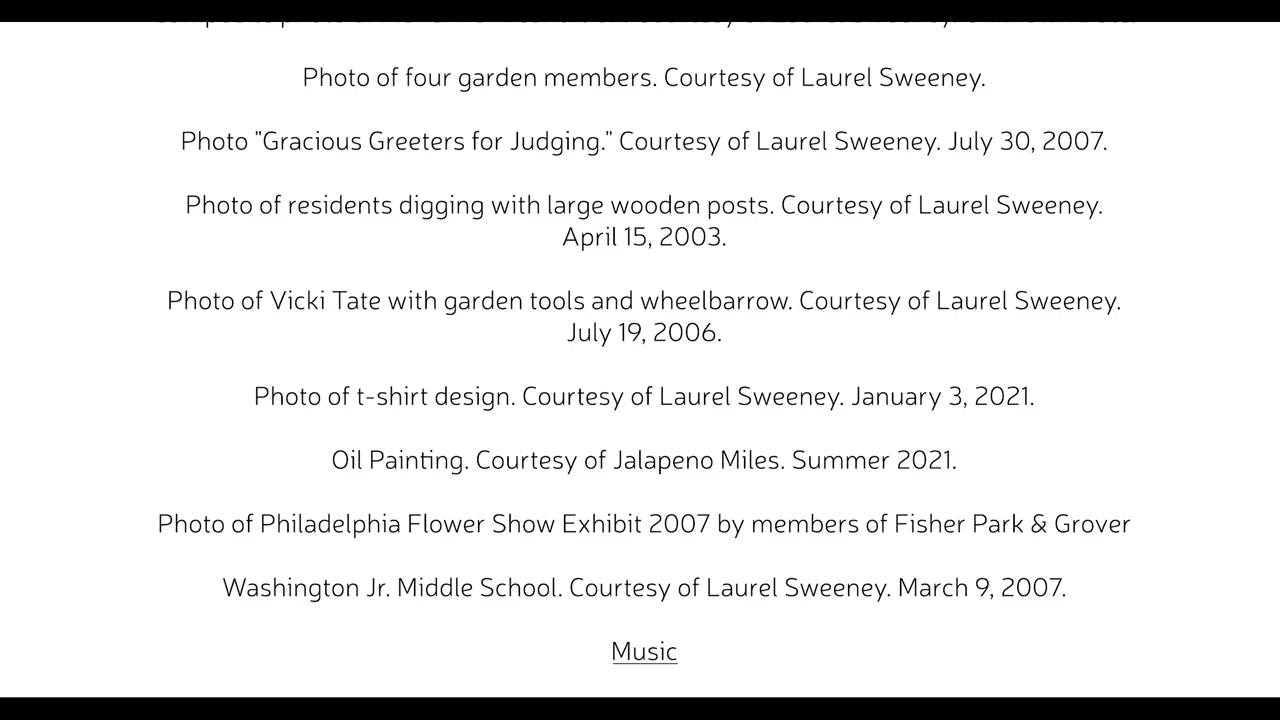 Photo of four garden members. Courtesy of Laurel Sweeney.
Photo "Gracious Greeters for Judging." Courtesy of Laurel Sweeney. July 30, 2007.
Photo of residents digging with large wooden posts. Courtesy of Laurel Sweeney.
April 15, 2003.
Photo of Vicki Tate with garden tools and wheelbarrow. Courtesy of Laurel Sweeney.
July 19, 2006.
Photo of t-shirt design. Courtesy of Laurel Sweeney. January 3, 2021.
Oil Painting. Courtesy of Jalapeno Miles. Summer 2021.
Photo of Philadelphia Flower Show Exhibit 2007 by members of Fisher Park & Grover
Washington Jr. Middle School. Courtesy of Laurel Sweeney. March 9, 2007.
Music